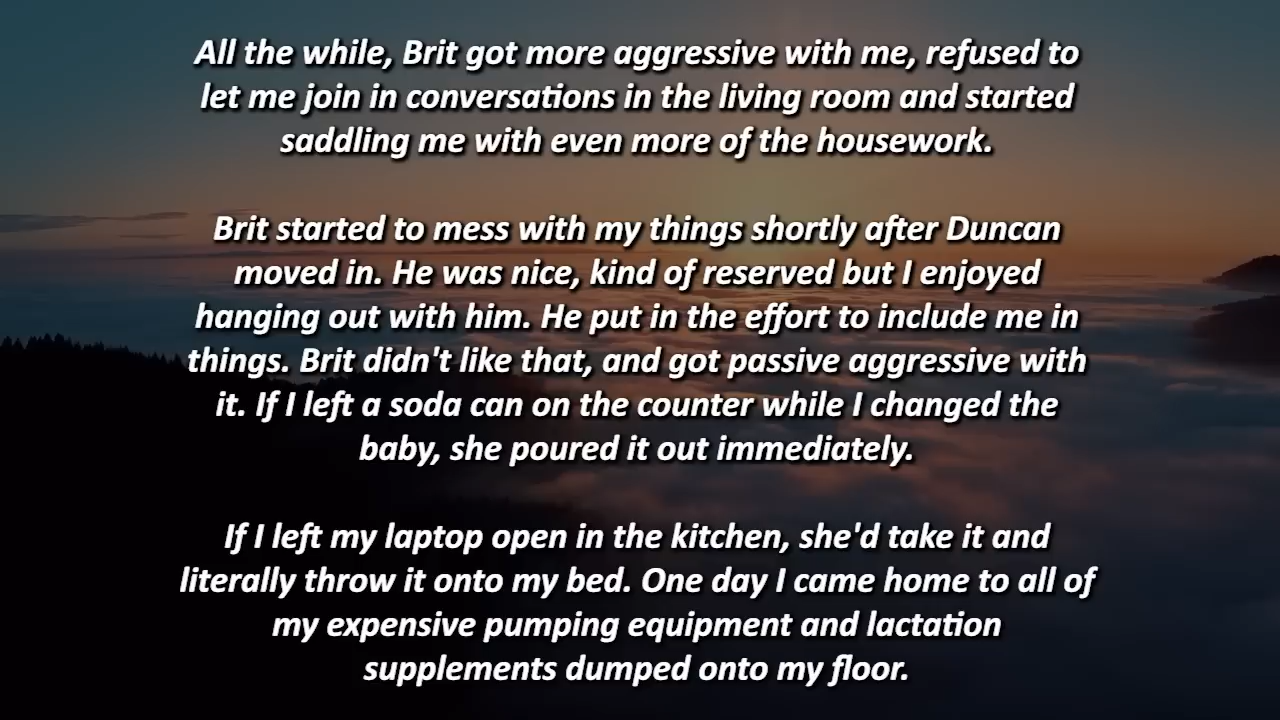 All the while, Brit got more aggressive with me, refused to
let me join in conversations in the living room and started
saddling me with even more of the housework.
Brit started to mess with my things shortly after Duncan
moved in. He was nice, kind of reserved but I enjoyed
hanging out with him. He put in the effort to include me in
things. Brit didn't like that, and got passive aggressive with
it. If I left a soda can on the counter while I changed the
baby, she poured it out immediately.
If I left my laptop open in the kitchen, she'd take it and
literally throw it onto my bed. One day I came home to all of
my expensive pumping equipment and lactation
supplements dumped onto my floor.